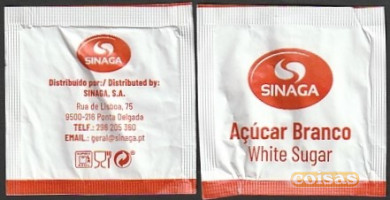 SINAGA
Distribuido por:/ Distributed by:
SINAGA, S.A.
Rua de Lisboa, 75
9500-216 Ponta Delgada
TELF.: 296 205 360
EMAIL : geral@sinaga.pt
SINAGA
Açúcar Branco
White Sugar
coisas